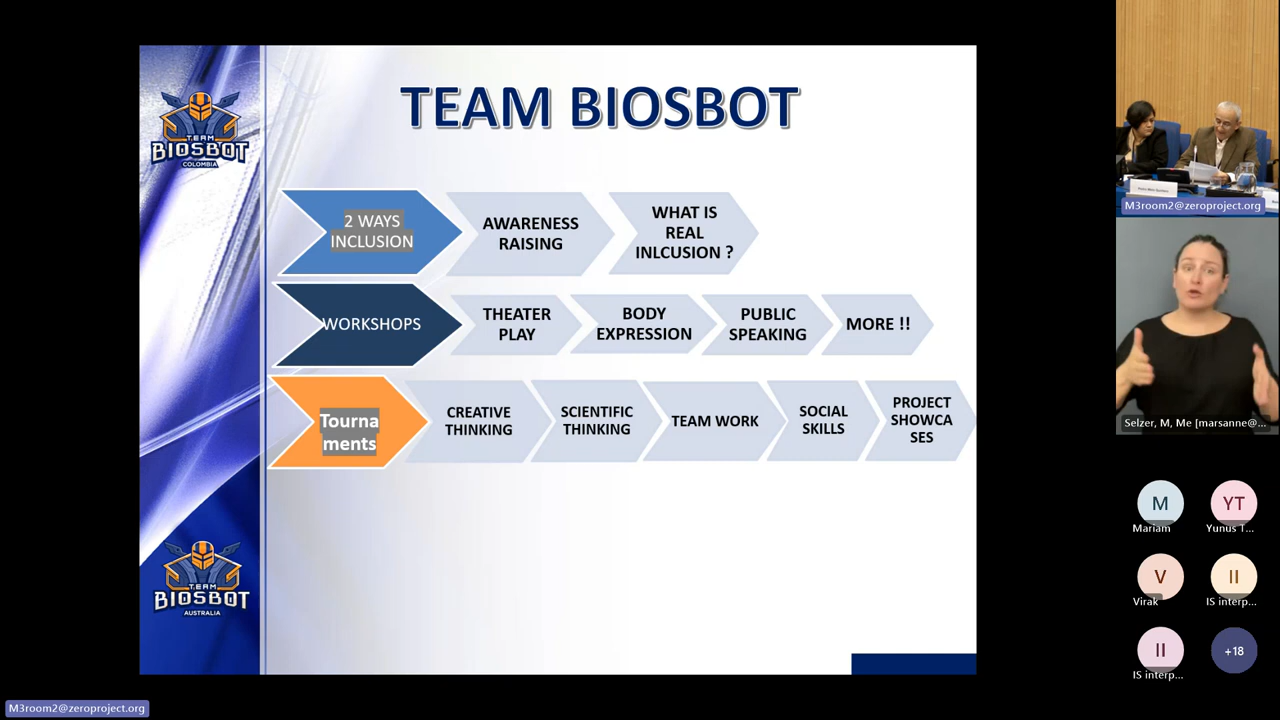 TEAM BIOSBOT
TEAM
BIOSBOT
COLOMBIA
2 WAYS
INCLUSION
AWARENESS
RAISING
WHAT IS
REAL
INLCUSION ?
WORKSHOPS
THEATER
PLAY
BODY
EXPRESSION
PUBLIC
SPEAKING
MORE !!
Tourna
ments
CREATIVE
THINKING
SCIENTIFIC
THINKING
TEAM WORK
SOCIAL
SKILLS
PROJECT
SHOWCA
SES
TEAM
BIOSBOT
AUSTRALIA
M3room2@zeroproject.org
Selzer, M, Me [marsanne@...
M
Mariam
YT
Yunus T...
V
Virak
II
IS interp...
II
IS interp...
+18
M3room2@zeroproject.org